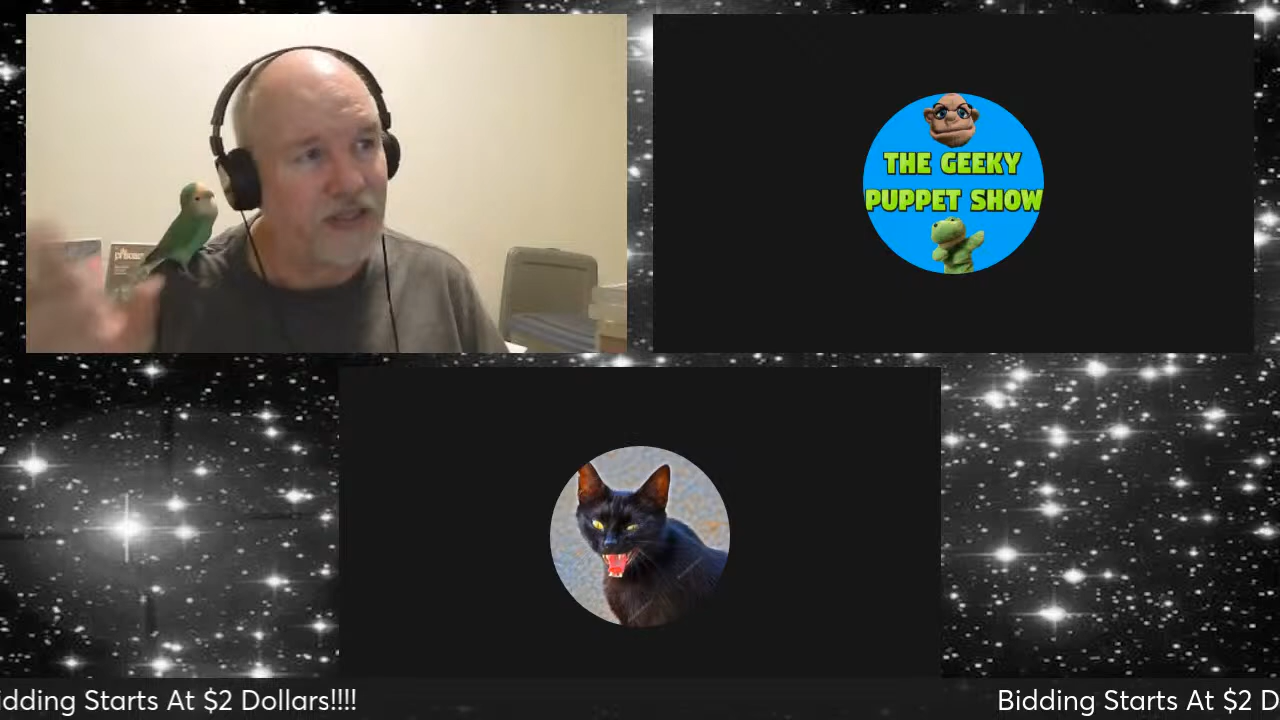 THE GEEKY
PUPPET SHOW
idding Starts At $2 Dollars!!!!
Bidding Starts At $2 D